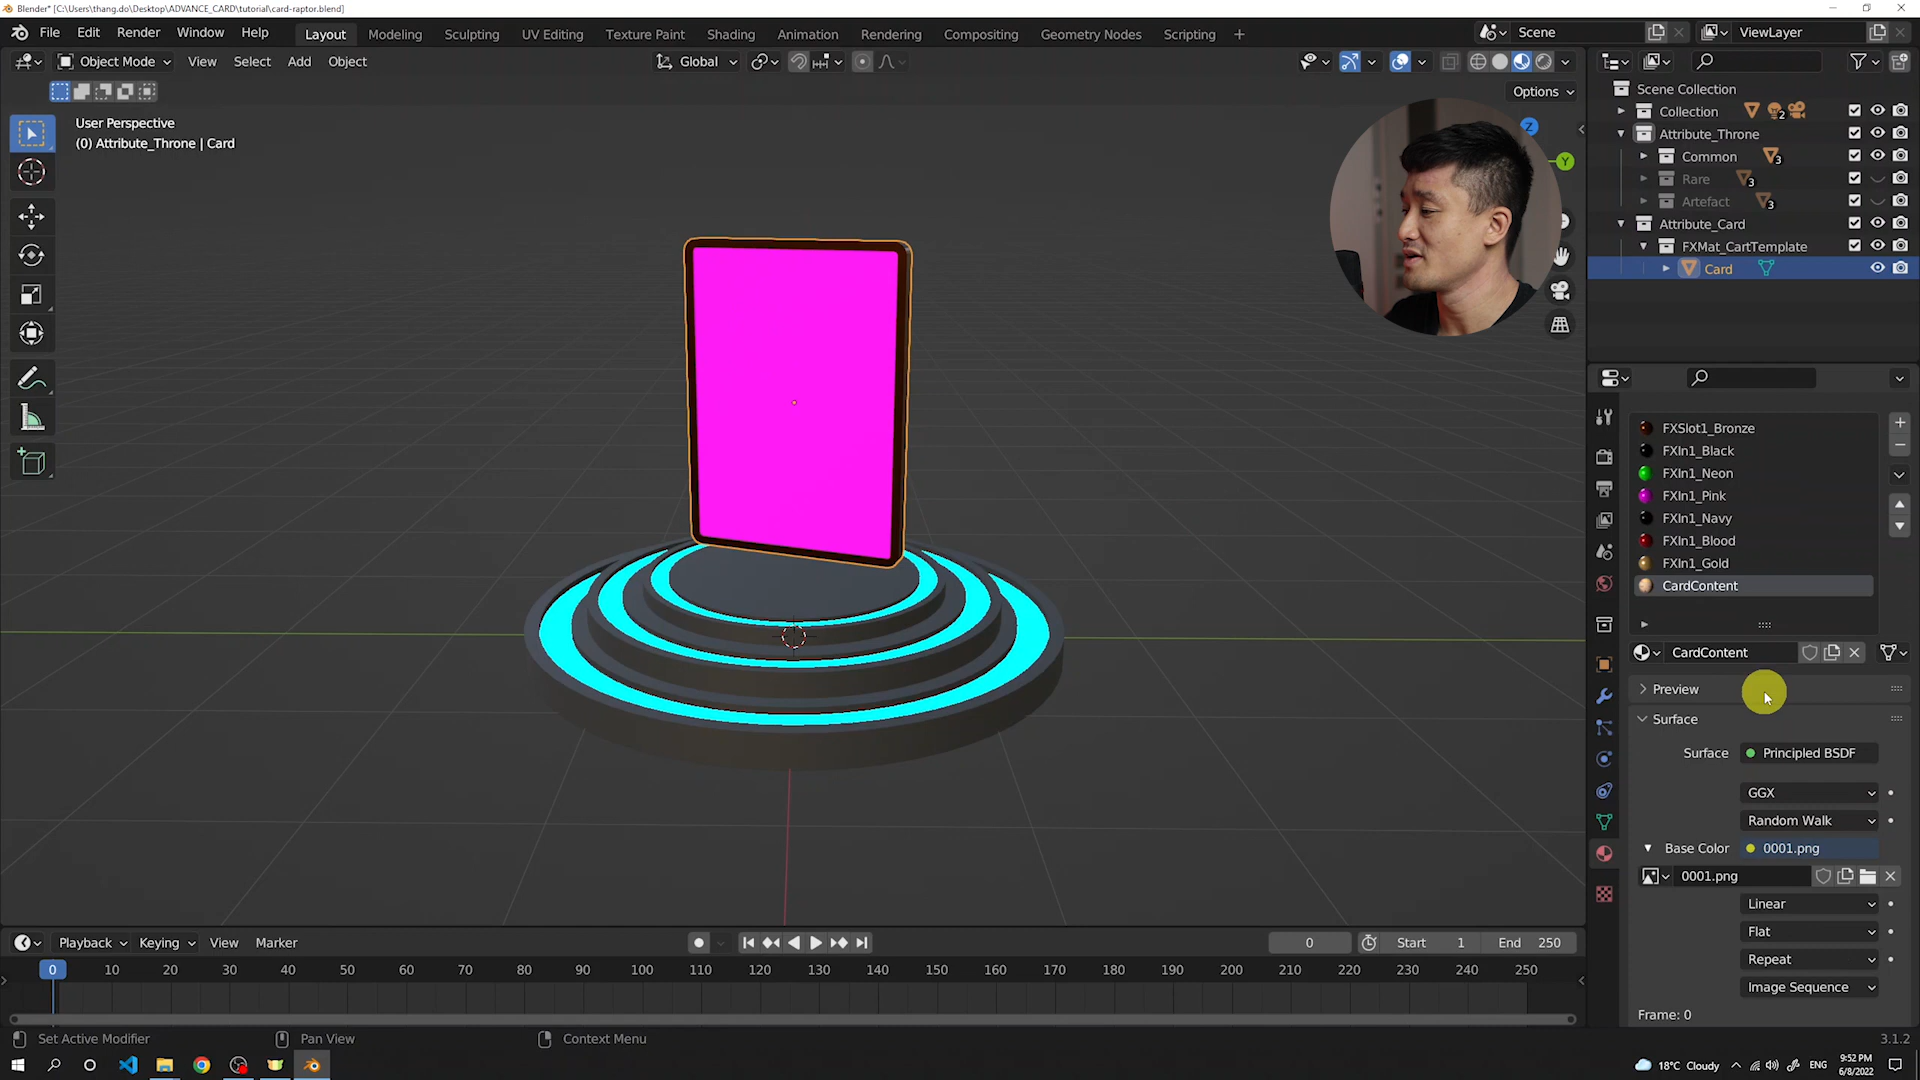 Blender* [C:\Users\thang.do\Desktop\ADVANCE_CARD\tutorial\card-raptor.blend]
File Edit Render Window Help Layout Modeling Sculpting UV Editing Texture Paint Shading Animation Rendering Compositing Geometry Nodes Scripting + Scene ViewLayer
Object Mode View Select Add Object Global
Options
User Perspective
(0) Attribute_Throne | Card
Z
Y
Scene Collection
Collection 2
Attribute_Throne
Common 3
Rare 3
Artefact 3
Attribute_Card
FXMat_CartTemplate
Card
FXSlot1_Bronze
FXIn1_Black
FXIn1_Neon
FXIn1_Pink
FXIn1_Navy
FXIn1_Blood
FXIn1_Gold
CardContent
CardContent
Preview
Surface
Surface Principled BSDF
GGX
Random Walk
Base Color 0001.png
0001.png
Linear
Flat
Repeat
Image Sequence
Frame: 0
Playback Keying View Marker 0 Start 1 End 250
0 10 20 30 40 50 60 70 80 90 100 110 120 130 140 150 160 170 180 190 200 210 220 230 240 250
Set Active Modifier Pan View Context Menu 3.1.2
18°C Cloudy ENG 9:52 PM
6/8/2022